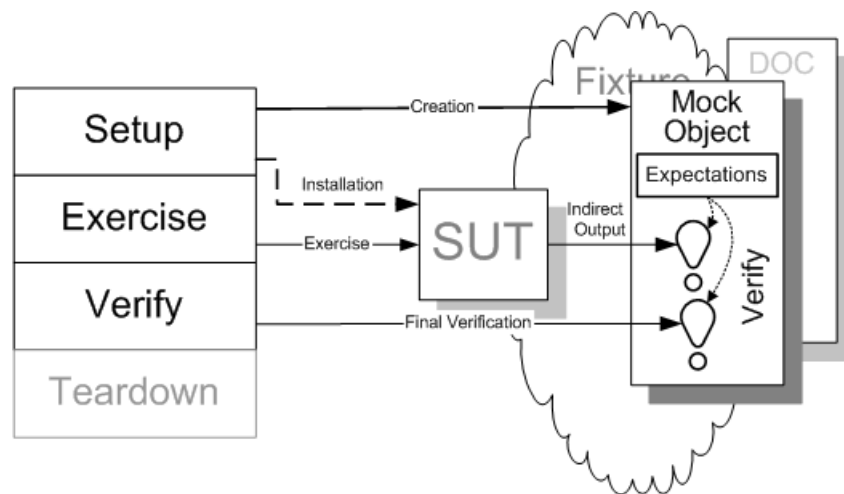 Setup
Exercise
Verify
Teardown
Creation
Installation
Exercise
Final Verification
SUT
Indirect
Output
Fixture
DOC
Mock
Object
Expectations
Verify